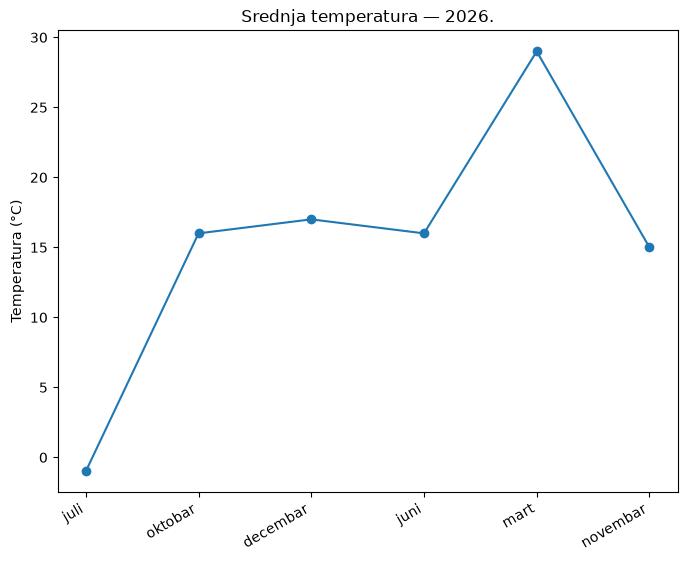 Srednja temperatura — 2026.
Temperatura (°C)
30
25
20
15
10
5
0
juli
oktobar
decembar
juni
mart
novembar